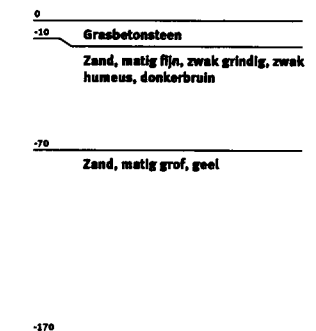 0
-10 Grasbetonsteen
Zand, matig fijn, zwak grindig, zwak
humeus, donkerbruin
-70
Zand, matig grof, geel
-170